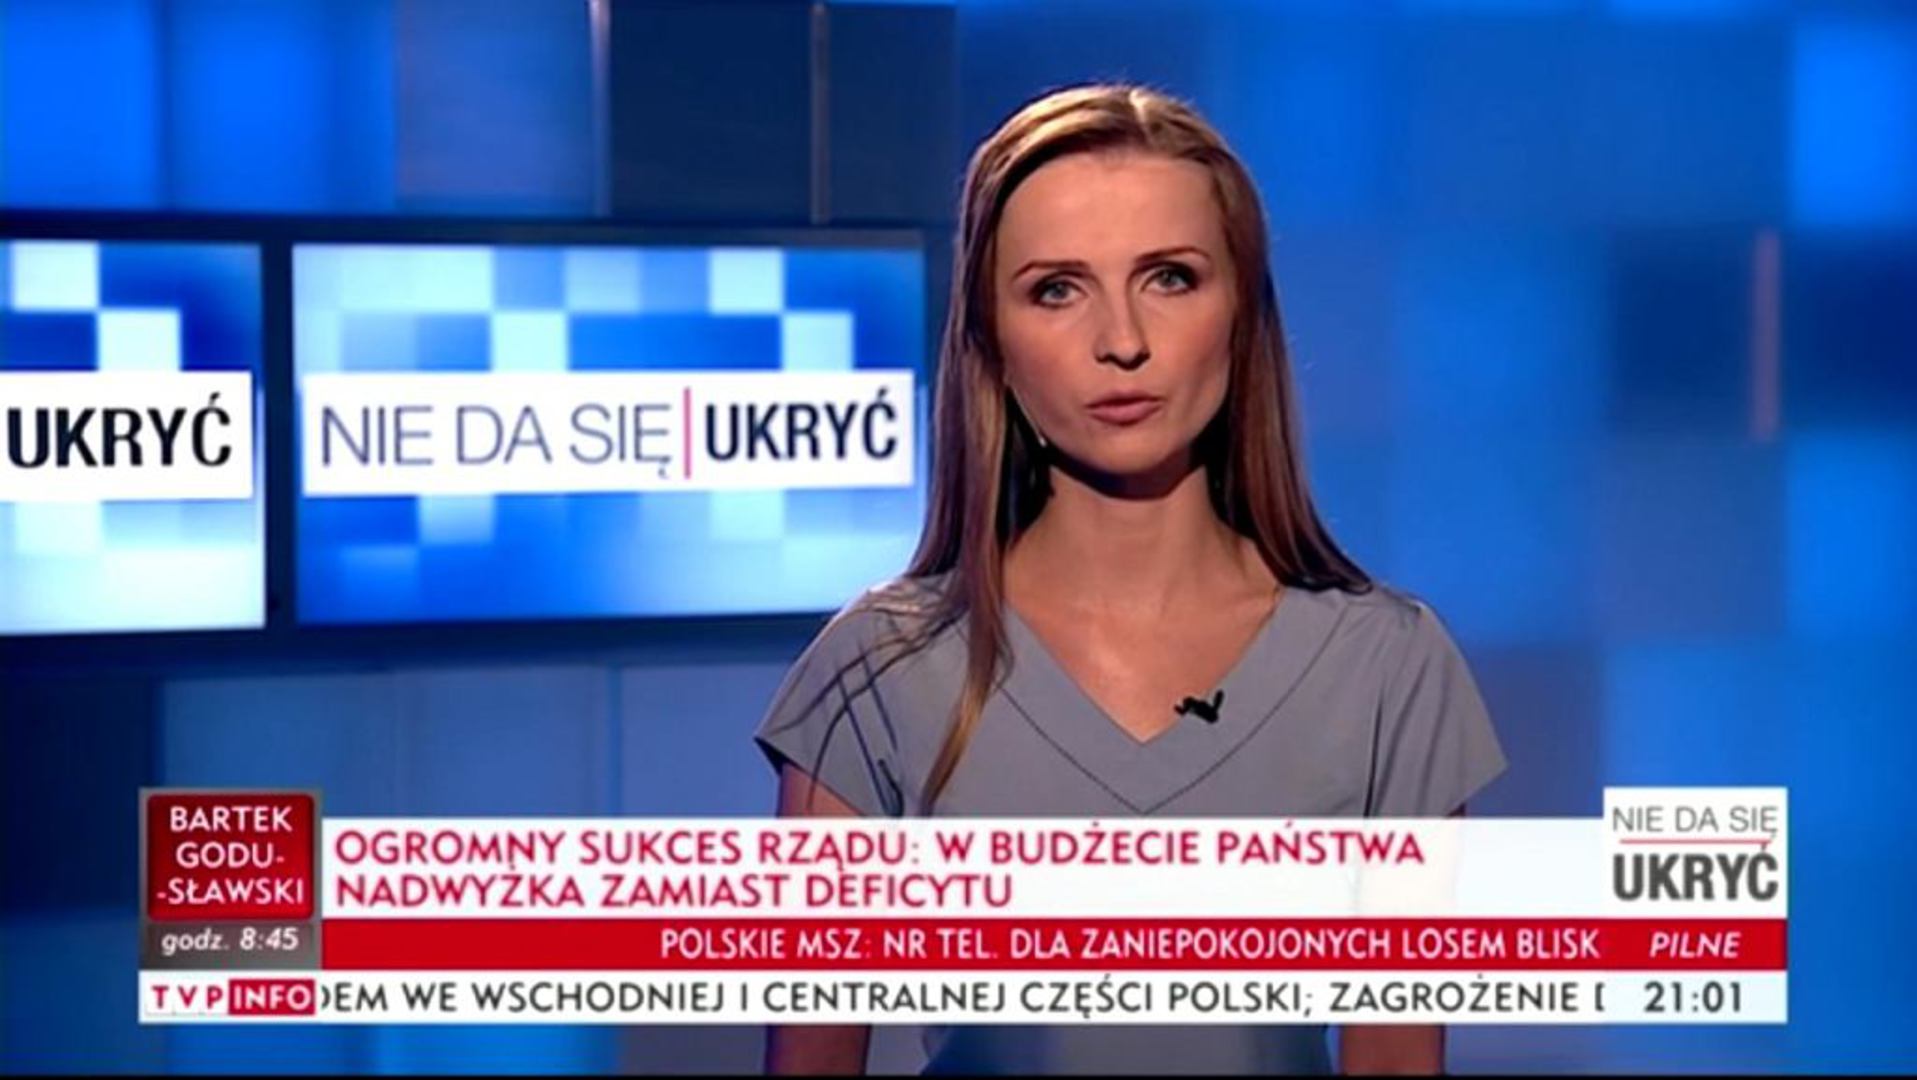 UKRYĆ
NIE DA SIĘ UKRYĆ
BARTEK
GODU-
-SŁAWSKI
godz. 8:45
OGROMNY SUKCES RZĄDU: W BUDŻECIE PAŃSTWA
NADWYŻKA ZAMIAST DEFICYTU
NIE DA SIĘ
UKRYĆ
POLSKIE MSZ: NR TEL. DLA ZANIEPOKOJONYCH LOSEM BLISK
PILNE
TVP INFO
WE WSCHODNIEJ I CENTRALNEJ CZĘŚCI POLSKI; ZAGROŻENIE
21:01